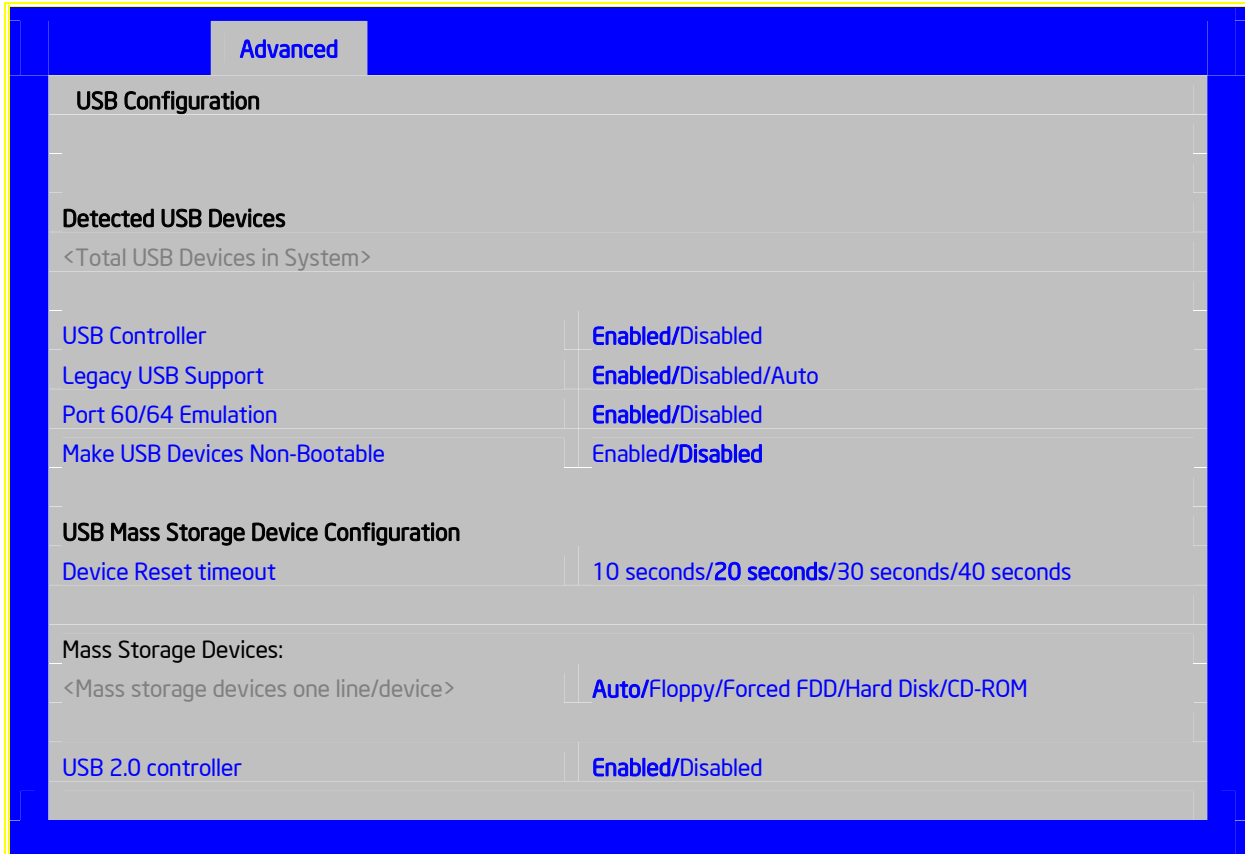 Advanced
USB Configuration
Detected USB Devices
<Total USB Devices in System>
USB Controller Enabled/Disabled
Legacy USB Support Enabled/Disabled/Auto
Port 60/64 Emulation Enabled/Disabled
Make USB Devices Non-Bootable Enabled/Disabled
USB Mass Storage Device Configuration
Device Reset timeout 10 seconds/20 seconds/30 seconds/40 seconds
Mass Storage Devices:
<Mass storage devices one line/device> Auto/Floppy/Forced FDD/Hard Disk/CD-ROM
USB 2.0 controller Enabled/Disabled